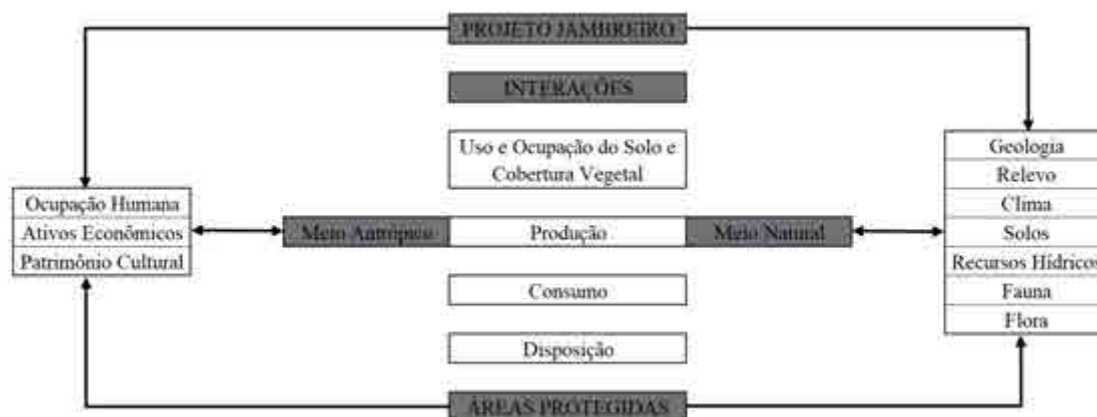 PROJETO JAMBREIRO
INTERAÇÕES
Uso e Ocupação do Solo e
Cobertura Vegetal
Ocupação Humana
Ativos Econômicos
Patrimônio Cultural
Meio Antrópico
Produção
Meio Natural
Consumo
Disposição
ÁREAS PROTEGIDAS
Geologia
Relevo
Clima
Solos
Recursos Hídricos
Fauna
Flora